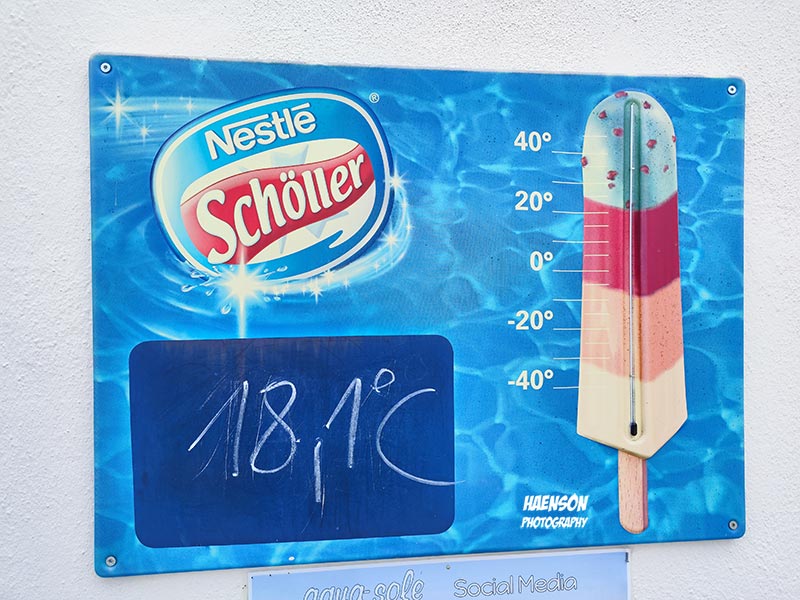 Nestlé
®
Schöller
40°
20°
0°
-20°
-40°
18,1°C
HAENSON
PHOTOGRAPHY
aqua-sole Social Media